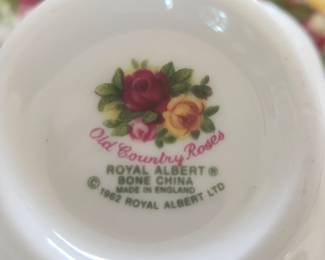 Old Country Roses
ROYAL ALBERT ®
BONE CHINA
MADE IN ENGLAND
© 1962 ROYAL ALBERT LTD